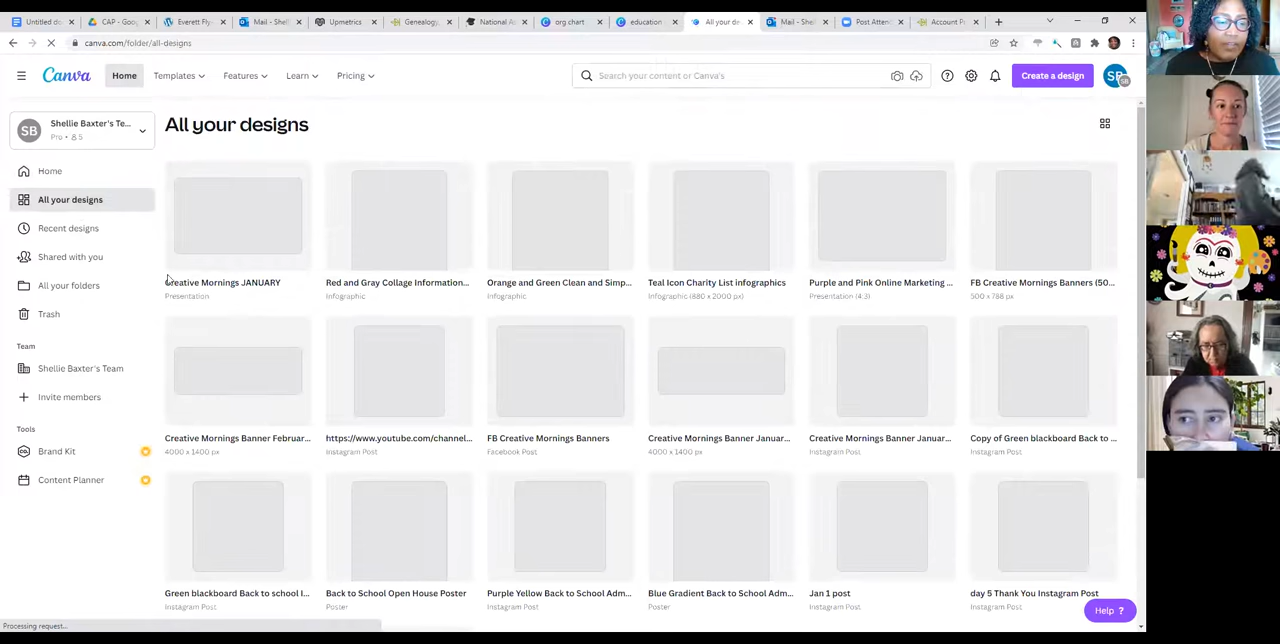 Untitled doc
CAP - Goo
Everett Fly
Mail - Shell
Upmetrics
Genealogy,
National As
org chart
education
All your de
Mail - Shell
Post Attend
Account P
canva.com/folder/all-designs
Canva
Home
Templates
Features
Learn
Pricing
Search your content or Canva's
Create a design
SB
SB
SB
Shellie Baxter's Te...
Pro • 5
All your designs
Home
All your designs
Recent designs
Shared with you
All your folders
Trash
Team
Shellie Baxter's Team
Invite members
Tools
Brand Kit
Content Planner
Creative Mornings JANUARY
Presentation
Red and Gray Collage Information...
Infographic
Orange and Green Clean and Simp...
Infographic
Teal Icon Charity List infographics
Infographic (880 x 2000 px)
Purple and Pink Online Marketing ...
Presentation (4:3)
FB Creative Mornings Banners (50...
500 x 788 px
Creative Mornings Banner Februar...
4000 x 1400 px
https://www.youtube.com/channel...
Instagram Post
FB Creative Mornings Banners
Facebook Post
Creative Mornings Banner Januar...
4000 x 1400 px
Creative Mornings Banner Januar...
Instagram Post
Copy of Green blackboard Back to ...
Instagram Post
Green blackboard Back to school I...
Instagram Post
Back to School Open House Poster
Poster
Purple Yellow Back to School Adm...
Instagram Post
Blue Gradient Back to School Adm...
Poster
Jan 1 post
Instagram Post
day 5 Thank You Instagram Post
Instagram Post
Help ?
Processing request...